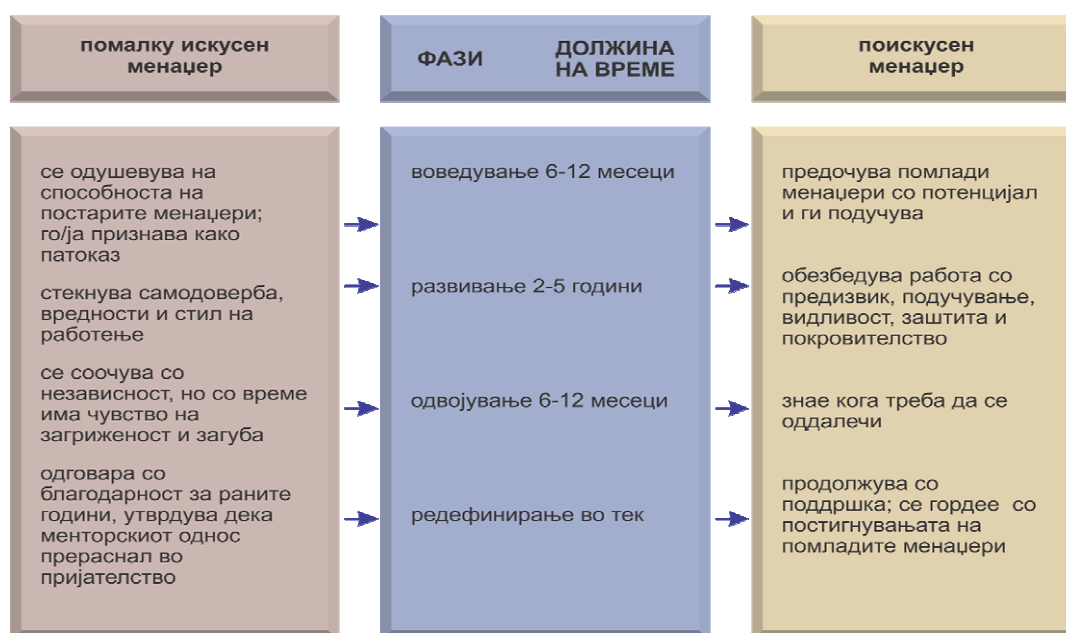 помалку искусен
менаџер
ФАЗИ
ДОЛЖИНА
НА ВРЕМЕ
поискусен
менаџер
се одушевува на
способноста на
постарите менаџери;
го/ја признава како
патоказ
стекнува самодоверба,
вредности и стил на
работење
се соочува со
независност, но со време
има чувство на
загриженост и загуба
одговара со
благодарност за раните
години, утврдува дека
менторскиот однос
прераснал во
пријателство
воведување 6-12 месеци
развивање 2-5 години
одвојување 6-12 месеци
редефинирање во тек
предочува помлади
менаџери со потенцијал
и ги подучува
обезбедува работа со
предизвик, подучување,
видливост, заштита и
покровителство
знае кога треба да се
оддалечи
продолжува со
поддршка; се гордее со
постигнувањата на
помладите менаџери